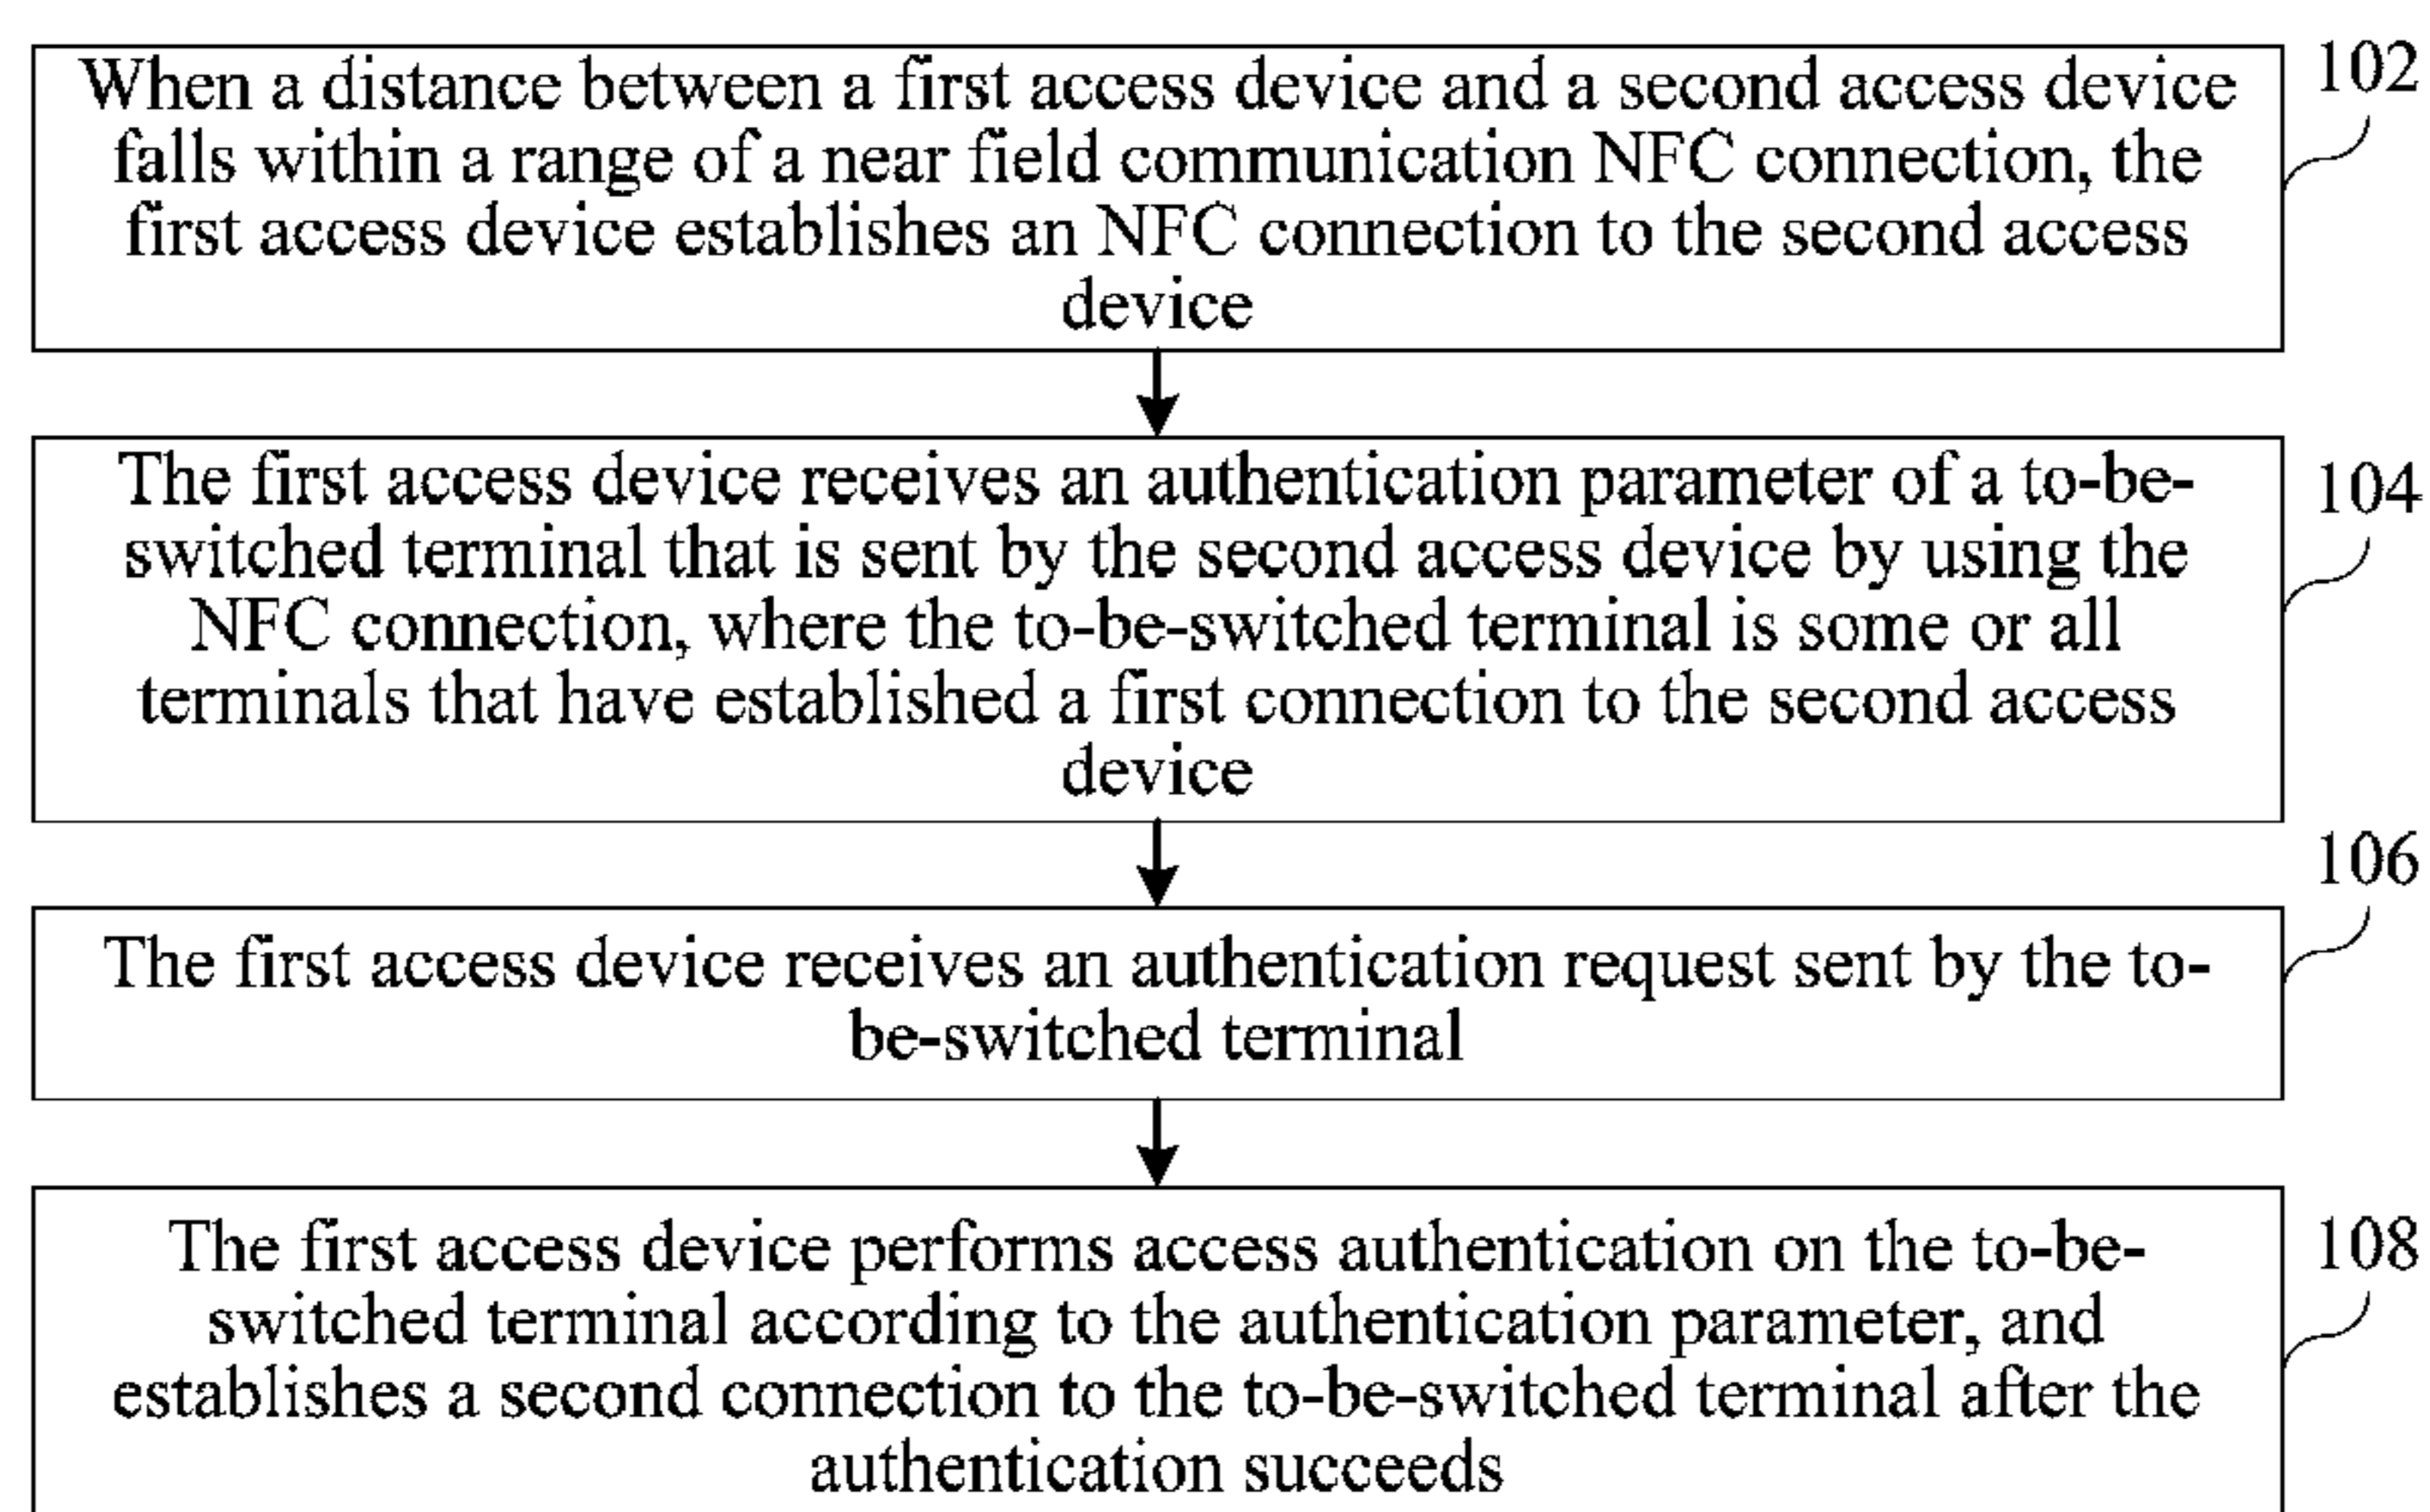 When a distance between a first access device and a second access device
102
falls within a range of a near field communication NFC connection, the
first access device establishes an NFC connection to the second access
device
The first access device receives an authentication parameter of a to-be-
104
switched terminal that is sent by the second access device by using the
NFC connection, where the to-be-switched terminal is some or all
terminals that have established a first connection to the second access
device
106
The first access device receives an authentication request sent by the to-
be-switched terminal
The first access device performs access authentication on the to-be-
108
switched terminal according to the authentication parameter, and
establishes a second connection to the to-be-switched terminal after the
authentication succeeds